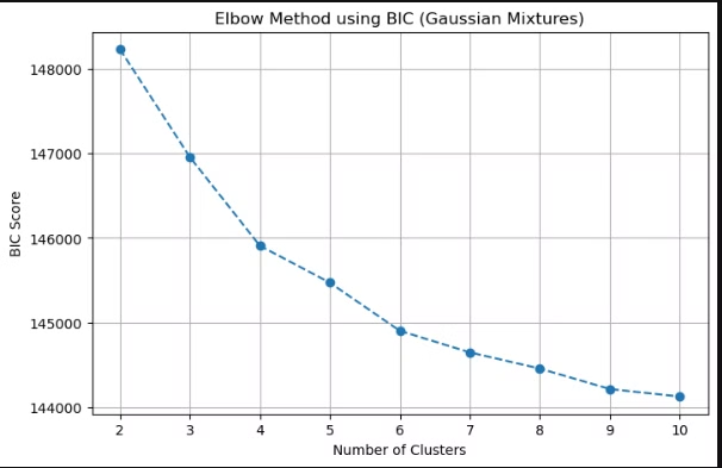 Elbow Method using BIC (Gaussian Mixtures)
148000
147000
146000
145000
144000
BIC Score
2 3 4 5 6 7 8 9 10
Number of Clusters